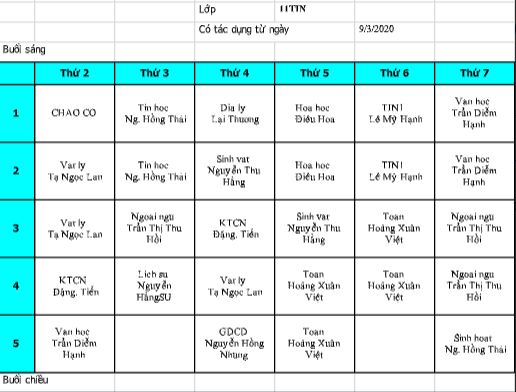 Lớp 11TIN
Có tác dụng từ ngày 9/3/2020
Buổi sáng
Thứ 2 Thứ 3 Thứ 4 Thứ 5 Thứ 6 Thứ 7
1
CHAO CO
Tin hoc
Ng. Hồng Thái
Dia ly
Lại Thương
Hoa hoc
Diêu Hoa
TIN1
Lê Mỹ Hạnh
Van hoc
Trần Diễm
Hạnh
2
Vat ly
Tạ Ngọc Lan
Tin hoc
Ng. Hồng Thái
Sinh vat
Nguyễn Thu
Hằng
Hoa hoc
Diêu Hoa
TIN1
Lê Mỹ Hạnh
Van hoc
Trần Diễm
Hạnh
3
Vat ly
Tạ Ngọc Lan
Ngoai ngu
Trần Thị Thu
Hồi
KTCN
Đặng. Tiến
Sinh vat
Nguyễn Thu
Hằng
Toan
Hoàng Xuân
Việt
Ngoai ngu
Trần Thị Thu
Hồi
4
KTCN
Đặng. Tiến
Lich su
Nguyễn
HằngSU
Vat ly
Tạ Ngọc Lan
Toan
Hoàng Xuân
Việt
Toan
Hoàng Xuân
Việt
Ngoai ngu
Trần Thị Thu
Hồi
5
Van hoc
Trần Diễm
Hạnh
GDCD
Nguyễn Hồng
Nhung
Toan
Hoàng Xuân
Việt
Sinh hoat
Ng. Hồng Thái
Buổi chiều